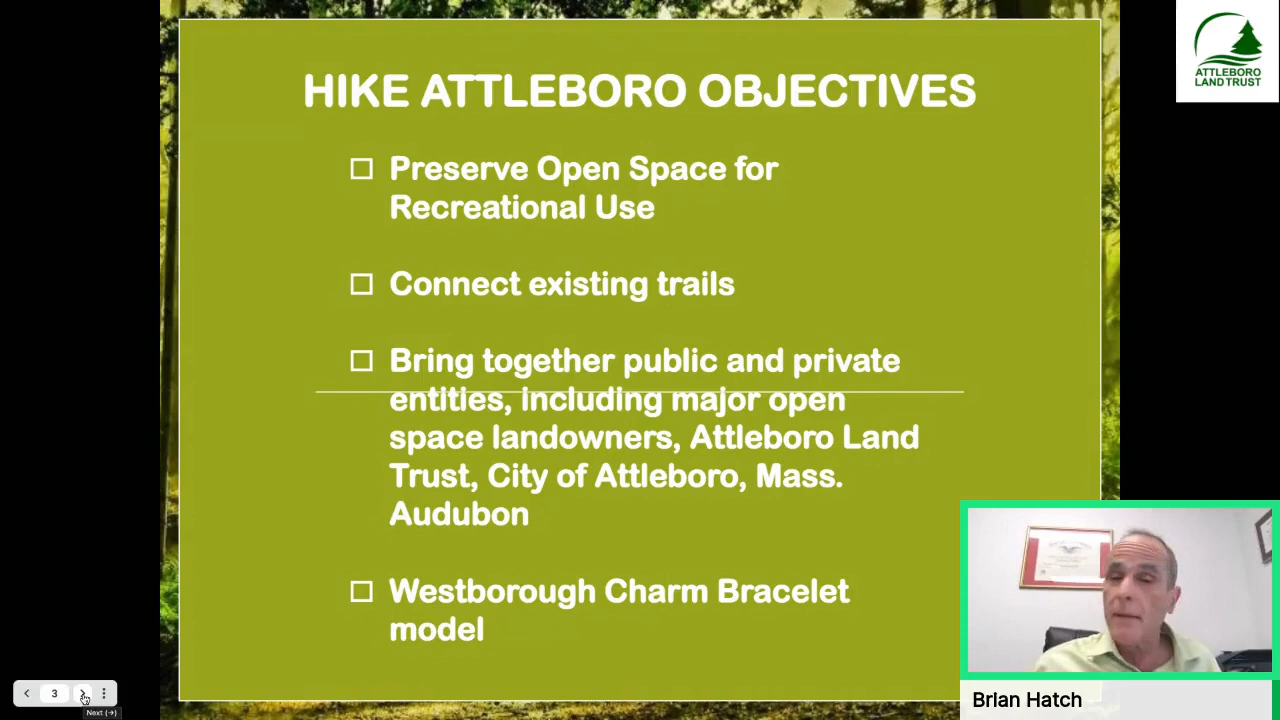 HIKE ATTLEBORO OBJECTIVES
Preserve Open Space for
Recreational Use
Connect existing trails
Bring together public and private
entities, including major open
space landowners, Attleboro Land
Trust, City of Attleboro, Mass.
Audubon
Westborough Charm Bracelet
model
ATTLEBORO
LAND TRUST
Brian Hatch
3
Next (→)